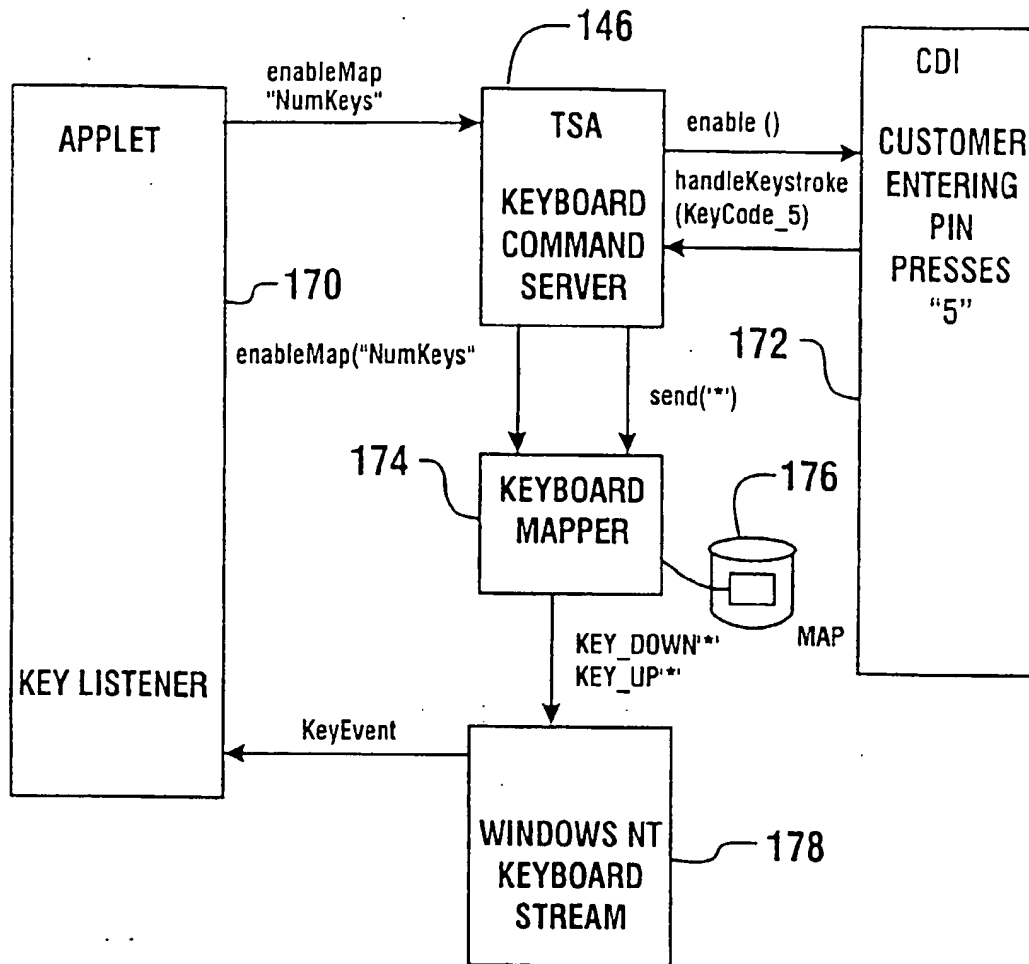 146
enableMap
"NumKeys"
APPLET
TSA
KEYBOARD
COMMAND
SERVER
enable ()
handleKeystroke
(KeyCode_5)
CDI
CUSTOMER
ENTERING
PIN
PRESSES
"5"
170
enableMap("NumKeys"
172
send('*')
174
KEYBOARD
MAPPER
176
MAP
KEY_DOWN'*'
KEY_UP'*'
KEY LISTENER
KeyEvent
WINDOWS NT
KEYBOARD
STREAM
178